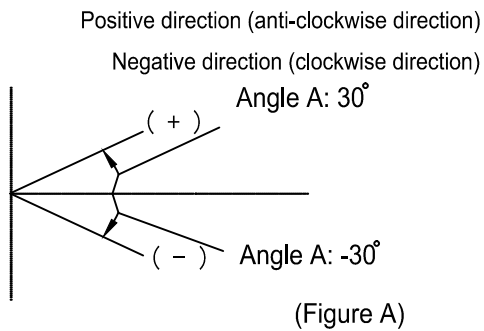 Positive direction (anti-clockwise direction)
Negative direction (clockwise direction)
Angle A: 30°
( + )
( - )
Angle A: -30°
(Figure A)